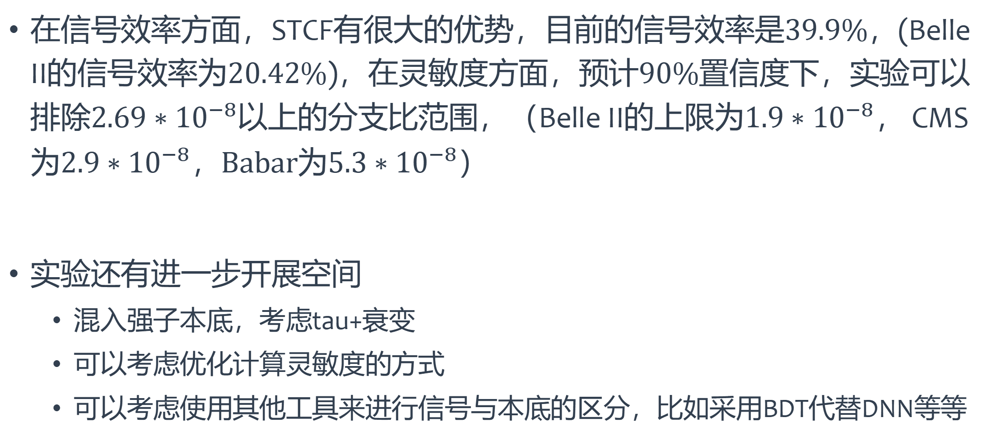 • 在信号效率方面，STCF有很大的优势，目前的信号效率是39.9%，(Belle
II的信号效率为20.42%)，在灵敏度方面，预计90%置信度下，实验可以
排除2.69 ∗ 10⁻⁸以上的分支比范围，（Belle II的上限为1.9 ∗ 10⁻⁸，CMS
为2.9 ∗ 10⁻⁸，Babar为5.3 ∗ 10⁻⁸）
• 实验还有进一步开展空间
• 混入强子本底，考虑tau+衰变
• 可以考虑优化计算灵敏度的方式
• 可以考虑使用其他工具来进行信号与本底的区分，比如采用BDT代替DNN等等